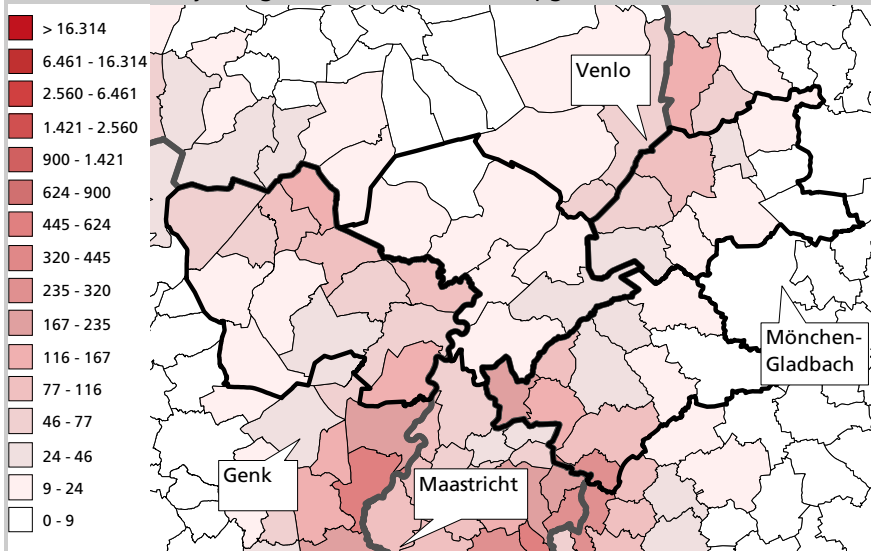 > 16.314
6.461 - 16.314
2.560 - 6.461
1.421 - 2.560
900 - 1.421
624 - 900
445 - 624
320 - 445
235 - 320
167 - 235
116 - 167
77 - 116
46 - 77
24 - 46
9 - 24
0 - 9
Venlo
Mönchen-
Gladbach
Genk
Maastricht